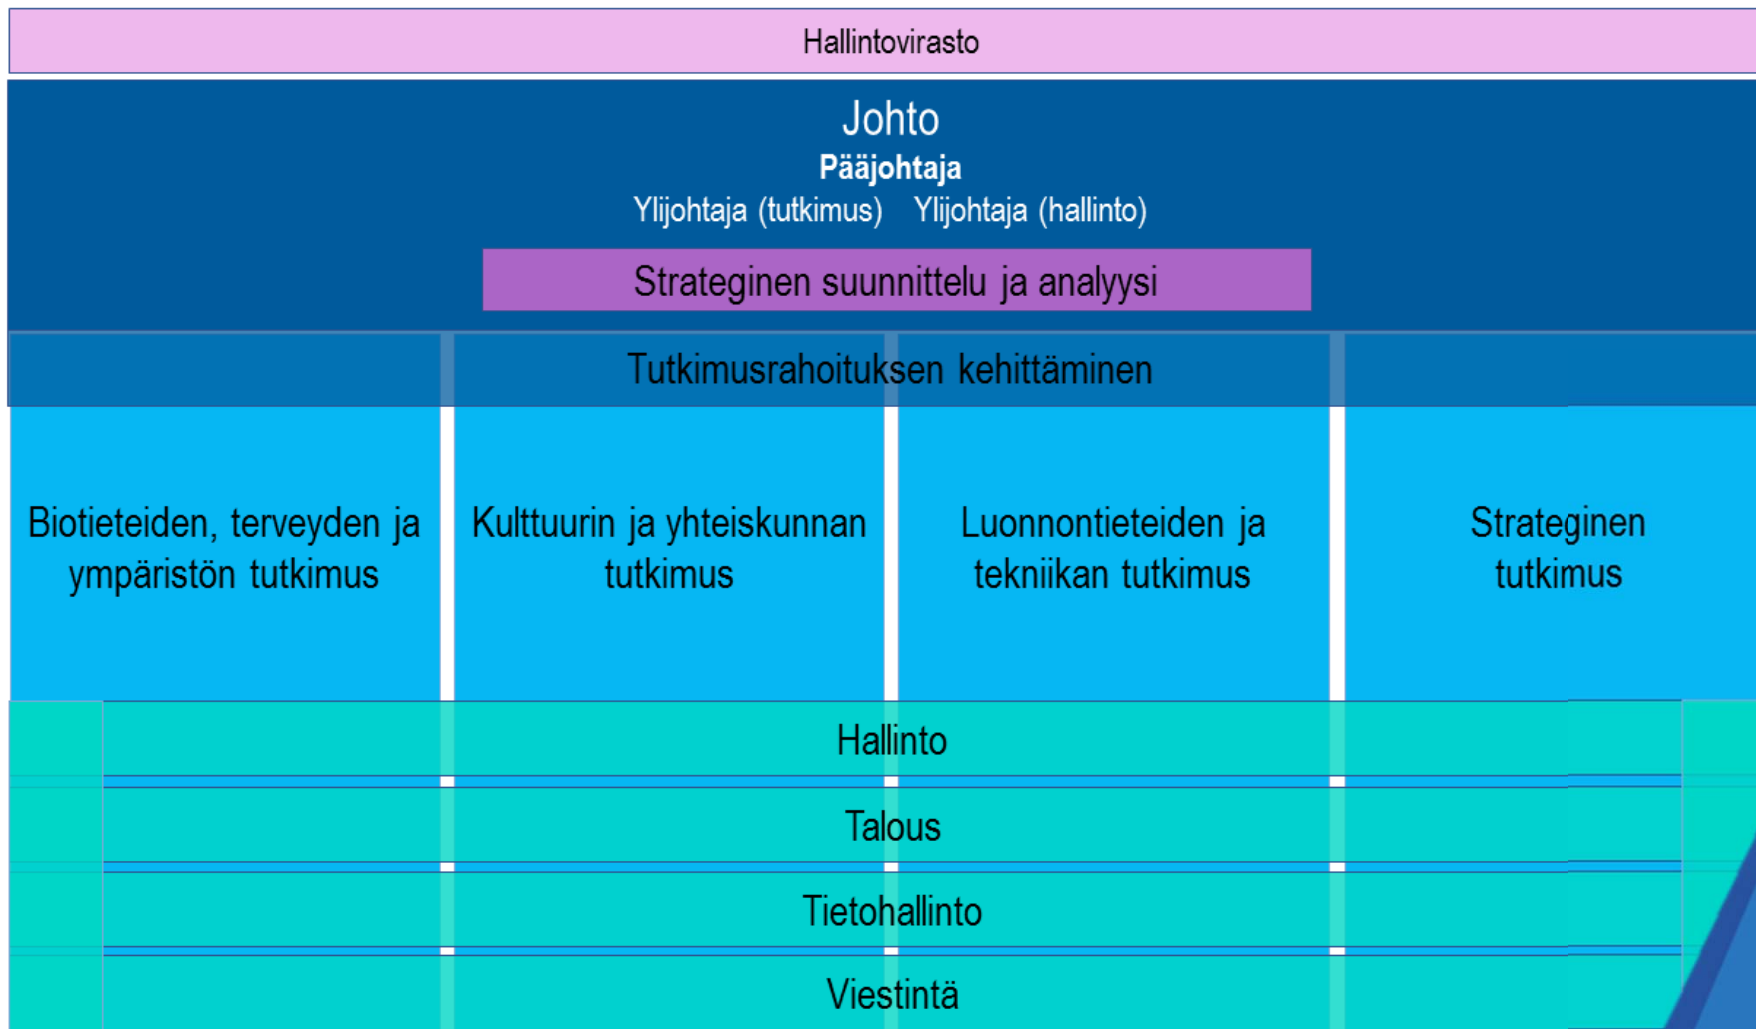 Hallintovirasto
Johto
Pääjohtaja
Ylijohtaja (tutkimus) Ylijohtaja (hallinto)
Strateginen suunnittelu ja analyysi
Tutkimusrahoituksen kehittäminen
Biotieteiden, terveyden ja
ympäristön tutkimus
Kulttuurin ja yhteiskunnan
tutkimus
Luonnontieteiden ja
tekniikan tutkimus
Strateginen
tutkimus
Hallinto
Talous
Tietohallinto
Viestintä